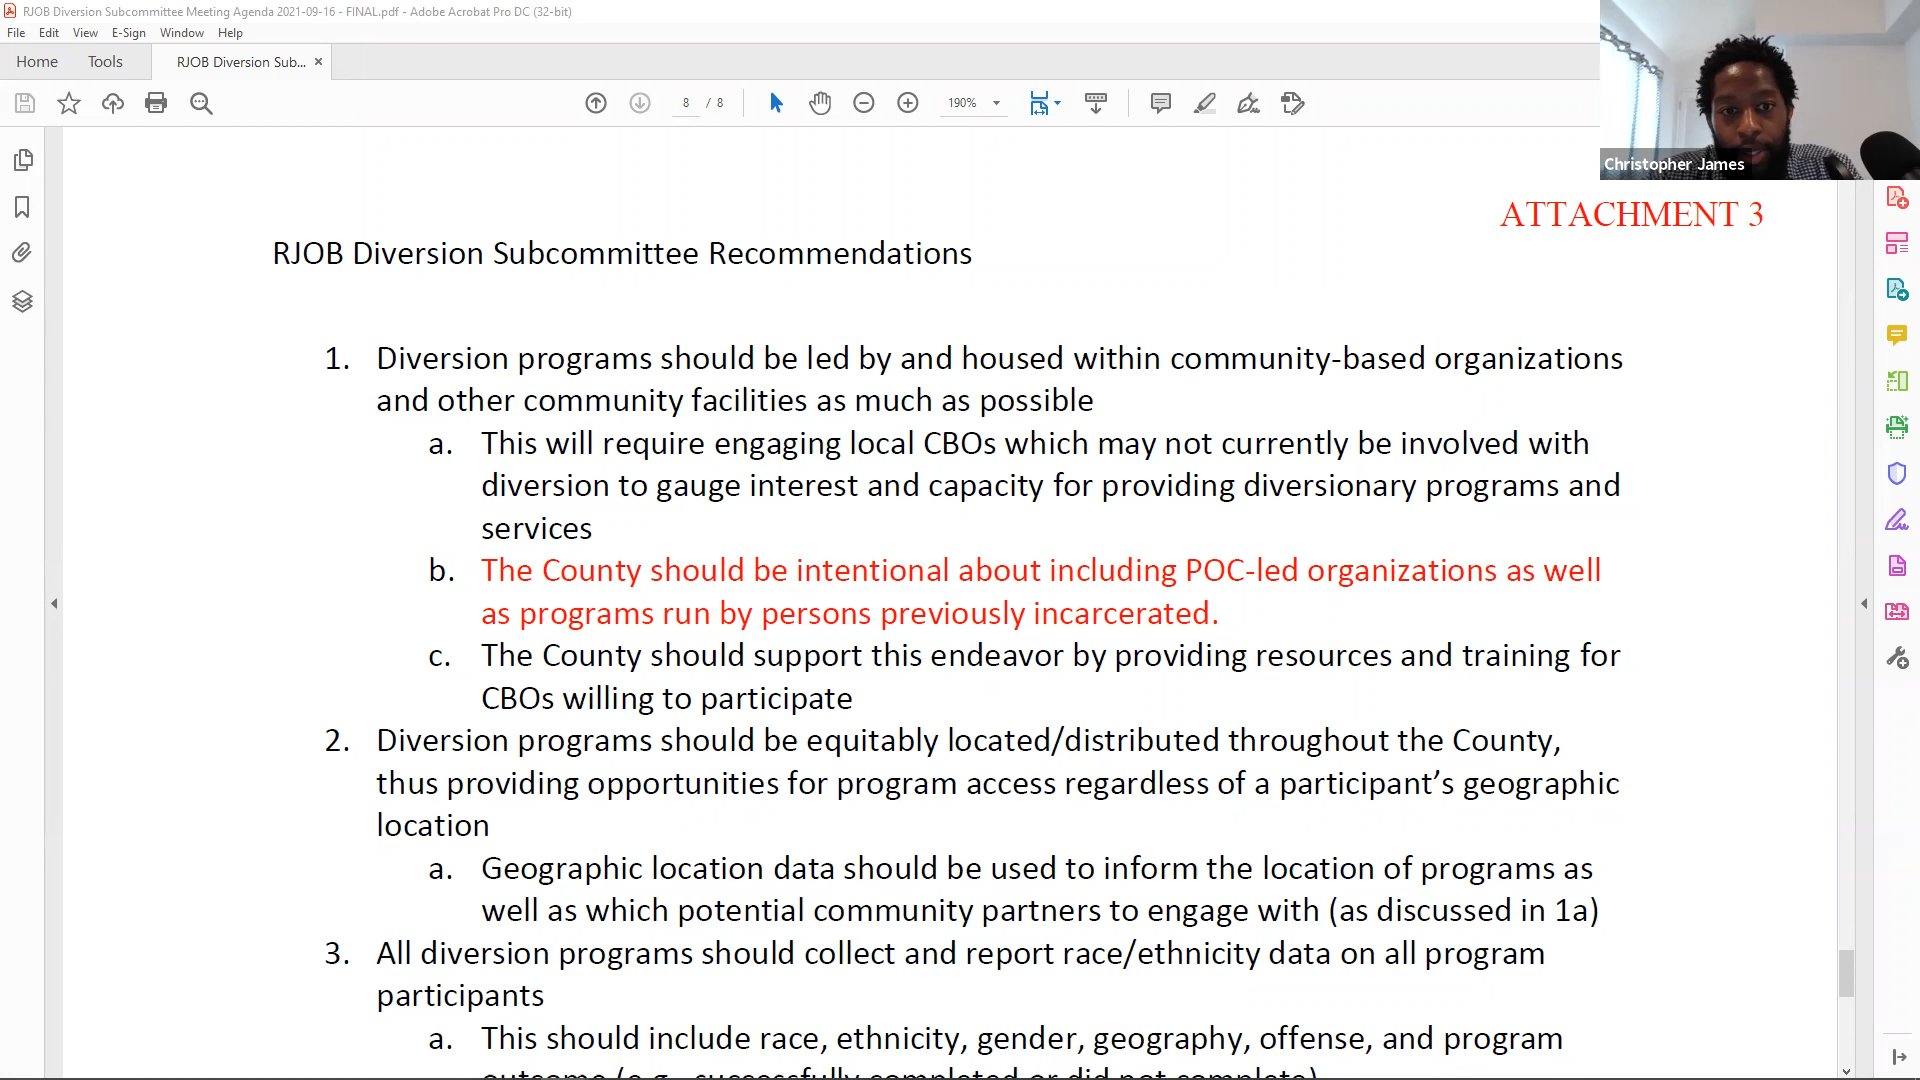 RJOB Diversion Subcommittee Meeting Agenda 2021-09-16 - FINAL.pdf - Adobe Acrobat Pro DC (32-bit)
File Edit View E-Sign Window Help
Home Tools RJOB Diversion Sub... ×
8 / 8 190%
Christopher James
ATTACHMENT 3
RJOB Diversion Subcommittee Recommendations
1. Diversion programs should be led by and housed within community-based organizations
and other community facilities as much as possible
a. This will require engaging local CBOs which may not currently be involved with
diversion to gauge interest and capacity for providing diversionary programs and
services
b. The County should be intentional about including POC-led organizations as well
as programs run by persons previously incarcerated.
c. The County should support this endeavor by providing resources and training for
CBOs willing to participate
2. Diversion programs should be equitably located/distributed throughout the County,
thus providing opportunities for program access regardless of a participant’s geographic
location
a. Geographic location data should be used to inform the location of programs as
well as which potential community partners to engage with (as discussed in 1a)
3. All diversion programs should collect and report race/ethnicity data on all program
participants
a. This should include race, ethnicity, gender, geography, offense, and program
outcome (e.g., successfully completed or did not complete)